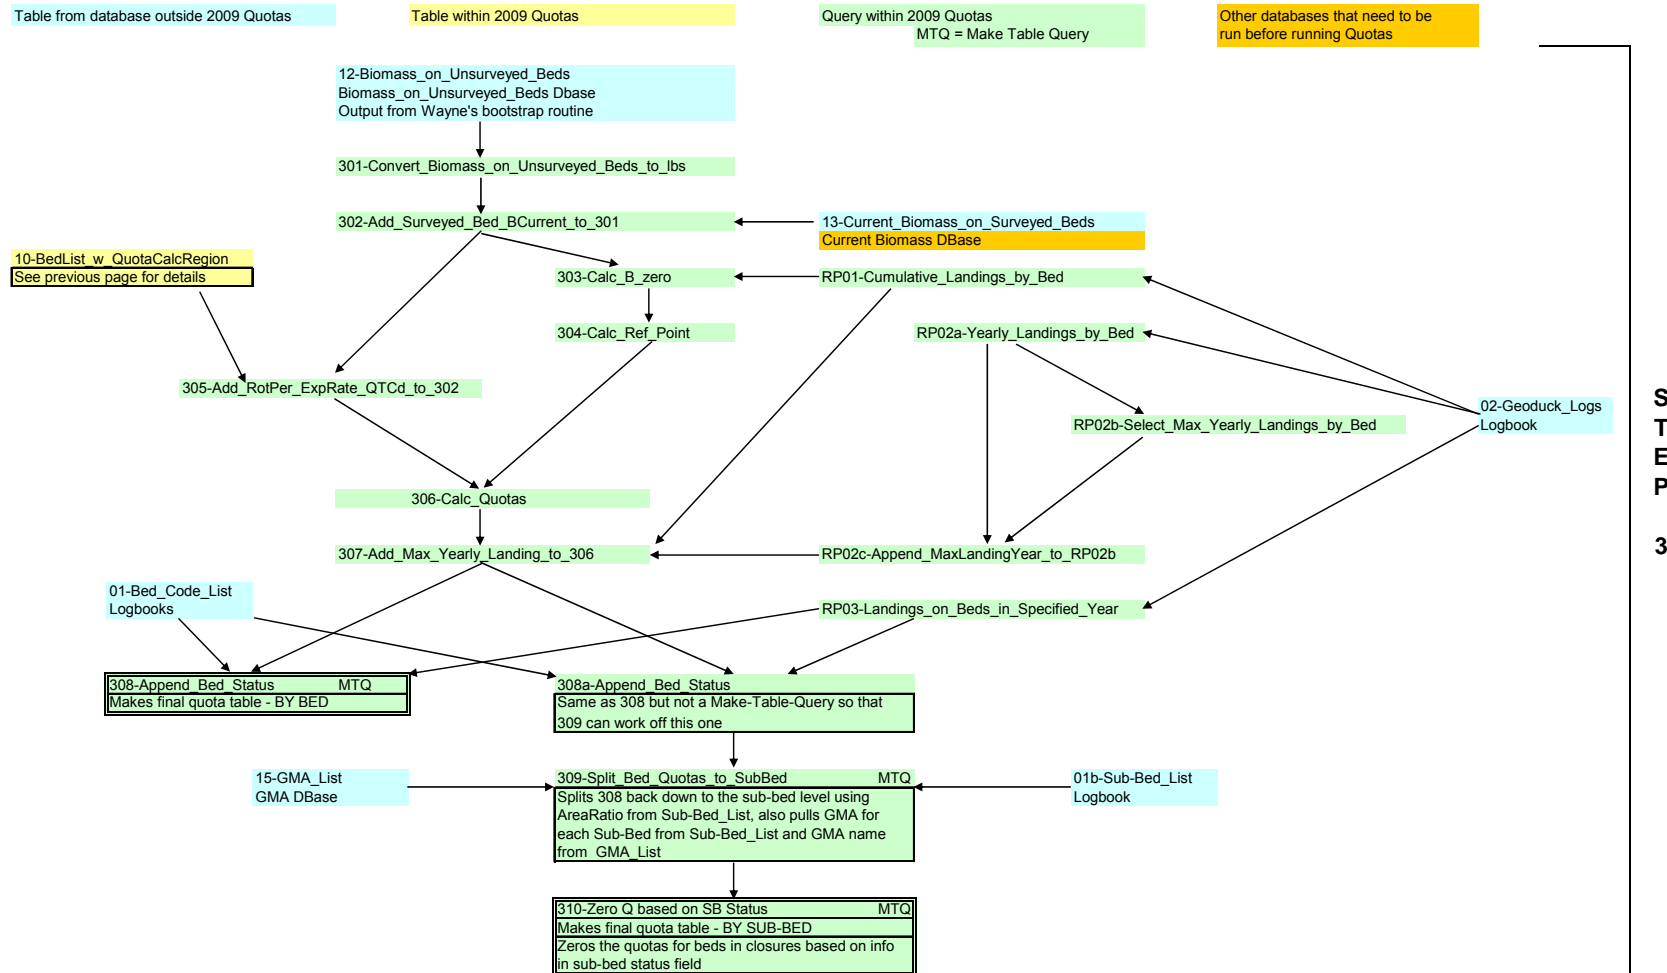 Table from database outside 2009 Quotas
Table within 2009 Quotas
Query within 2009 Quotas
MTQ = Make Table Query
Other databases that need to be
run before running Quotas
12-Biomass_on_Unsurveyed_Beds
Biomass_on_Unsurveyed_Beds Dbase
Output from Wayne's bootstrap routine
301-Convert_Biomass_on_Unsurveyed_Beds_to_lbs
302-Add_Surveyed_Bed_BCurrent_to_301
13-Current_Biomass_on_Surveyed_Beds
Current Biomass DBase
10-BedList_w_QuotaCalcRegion
See previous page for details
303-Calc_B_zero
RP01-Cumulative_Landings_by_Bed
304-Calc_Ref_Point
RP02a-Yearly_Landings_by_Bed
305-Add_RotPer_ExpRate_QTCd_to_302
RP02b-Select_Max_Yearly_Landings_by_Bed
02-Geoduck_Logs
Logbook
S
T
E
P
3
306-Calc_Quotas
307-Add_Max_Yearly_Landing_to_306
RP02c-Append_MaxLandingYear_to_RP02b
01-Bed_Code_List
Logbooks
RP03-Landings_on_Beds_in_Specified_Year
308-Append_Bed_Status MTQ
Makes final quota table - BY BED
308a-Append_Bed_Status
Same as 308 but not a Make-Table-Query so that
309 can work off this one
15-GMA_List
GMA DBase
309-Split_Bed_Quotas_to_SubBed MTQ
Splits 308 back down to the sub-bed level using
AreaRatio from Sub-Bed_List, also pulls GMA for
each Sub-Bed from Sub-Bed_List and GMA name
from GMA_List
01b-Sub-Bed_List
Logbook
310-Zero Q based on SB Status MTQ
Makes final quota table - BY SUB-BED
Zeros the quotas for beds in closures based on info
in sub-bed status field